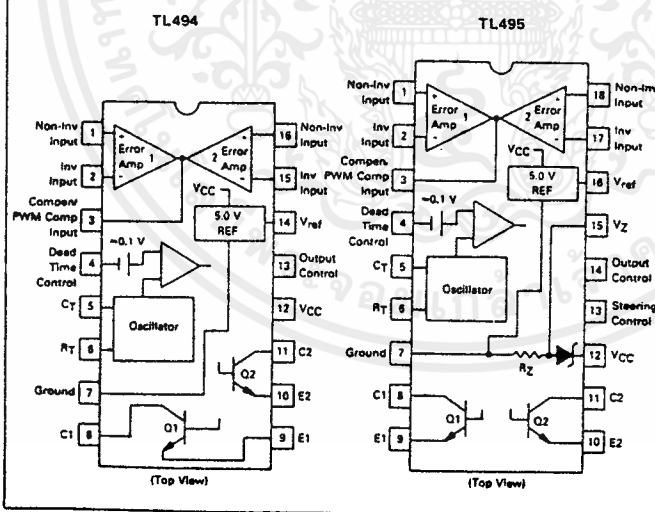 TL494
Non-Inv Input 1
Inv Input 2
Compen/ PWM Comp Input 3
Dead Time Control 4
CT 5
RT 6
Ground 7
C1 8
16 Non-Inv Input
15 Inv Input
14 Vref
13 Output Control
12 VCC
11 C2
10 E2
9 E1
+
-
Error Amp 1
+
-
2 Error Amp
VCC
5.0 V REF
≈0.1 V
Oscillator
Q2
Q1
(Top View)
TL495
Non-Inv Input 1
Inv Input 2
Compen/ PWM Comp Input 3
Dead Time Control 4
CT 5
RT 6
Ground 7
C1 8
E1 9
18 Non-Inv Input
17 Inv Input
16 Vref
15 VZ
14 Output Control
13 Steering Control
12 VCC
11 C2
10 E2
+
-
Error Amp 1
+
-
2 Error Amp
VCC
5.0 V REF
≈0.1 V
Oscillator
RZ
Q1
Q2
(Top View)